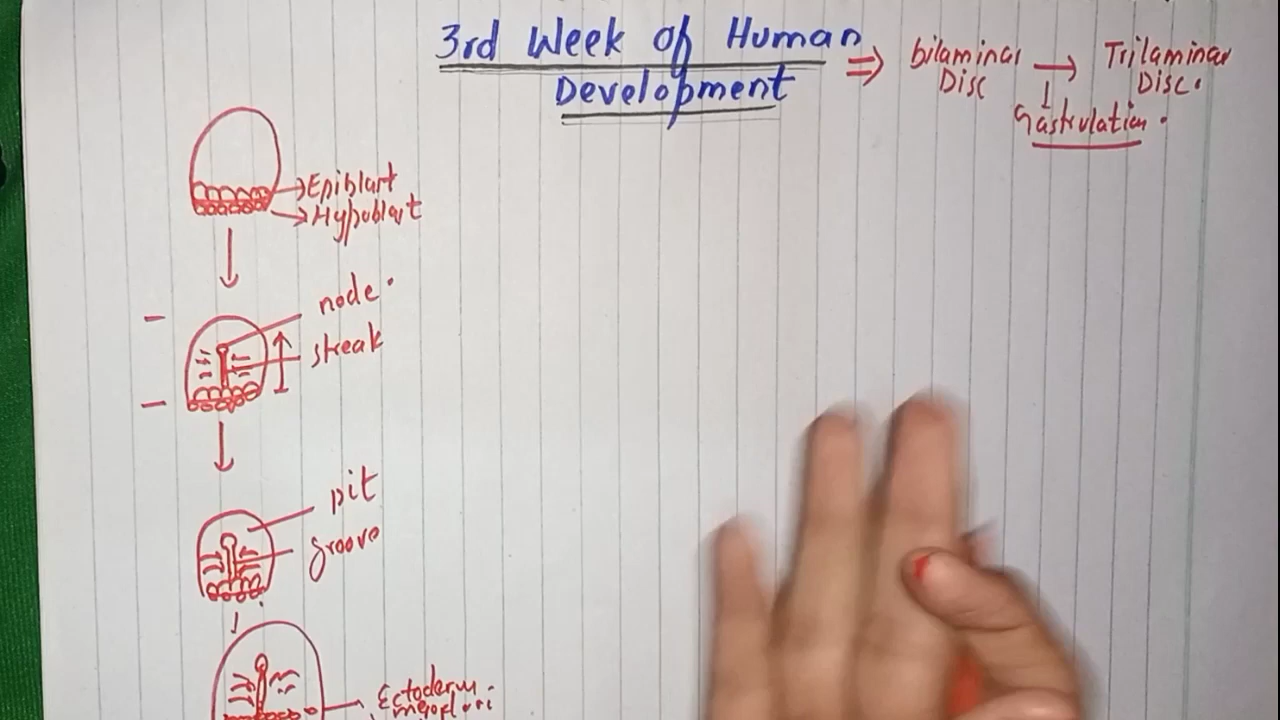 3rd Week of Human
Development
⇒ bilaminar
Disc
→ Trilaminar
Disc.
Gastrulation.
Epiblast
Hypoblast
node.
streak
pit
groove
Ectoderm